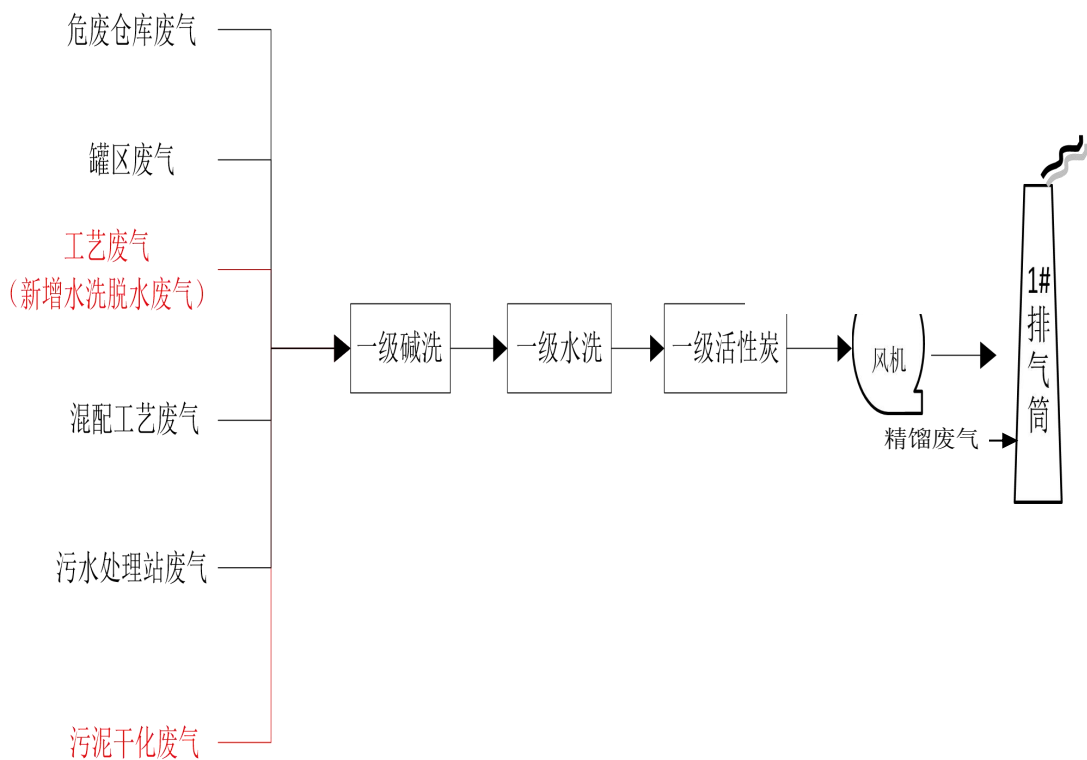 危废仓库废气
罐区废气
工艺废气
（新增水洗脱水废气）
混配工艺废气
污水处理站废气
污泥干化废气
一级碱洗
一级水洗
一级活性炭
风机
精馏废气
1#
排
气
筒